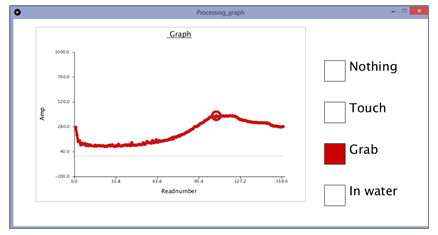 Processing_graph
Graph
1000.0
760.0
520.0
280.0
40.0
-200.0
Amp
0.0
31.8
63.6
95.4
127.2
159.0
Readnumber
Nothing
Touch
Grab
In water